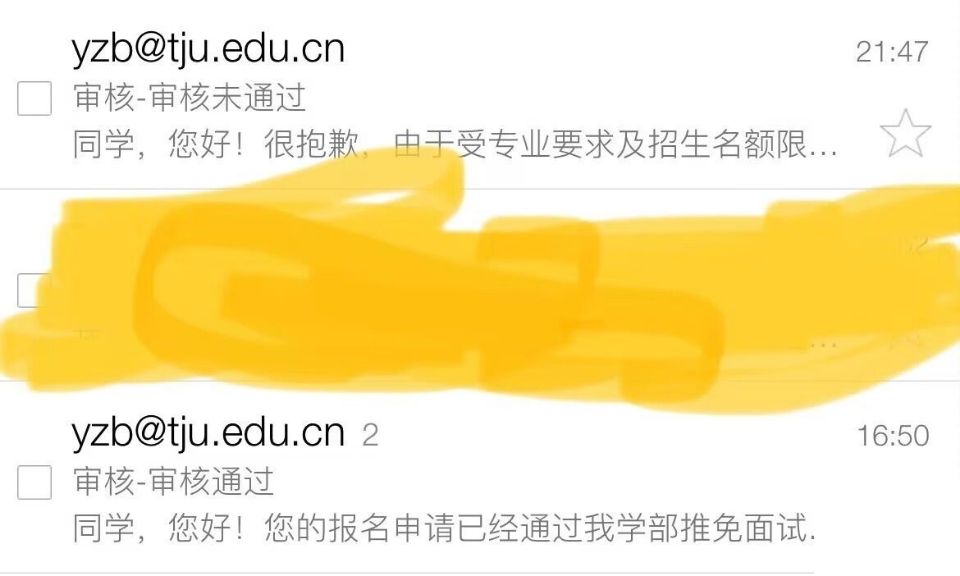 yzb@tju.edu.cn
21:47
审核-审核未通过
同学，您好！很抱歉，由于受专业要求及招生名额限...
yzb@tju.edu.cn 2
16:50
审核-审核通过
同学，您好！您的报名申请已经通过我学部推免面试.